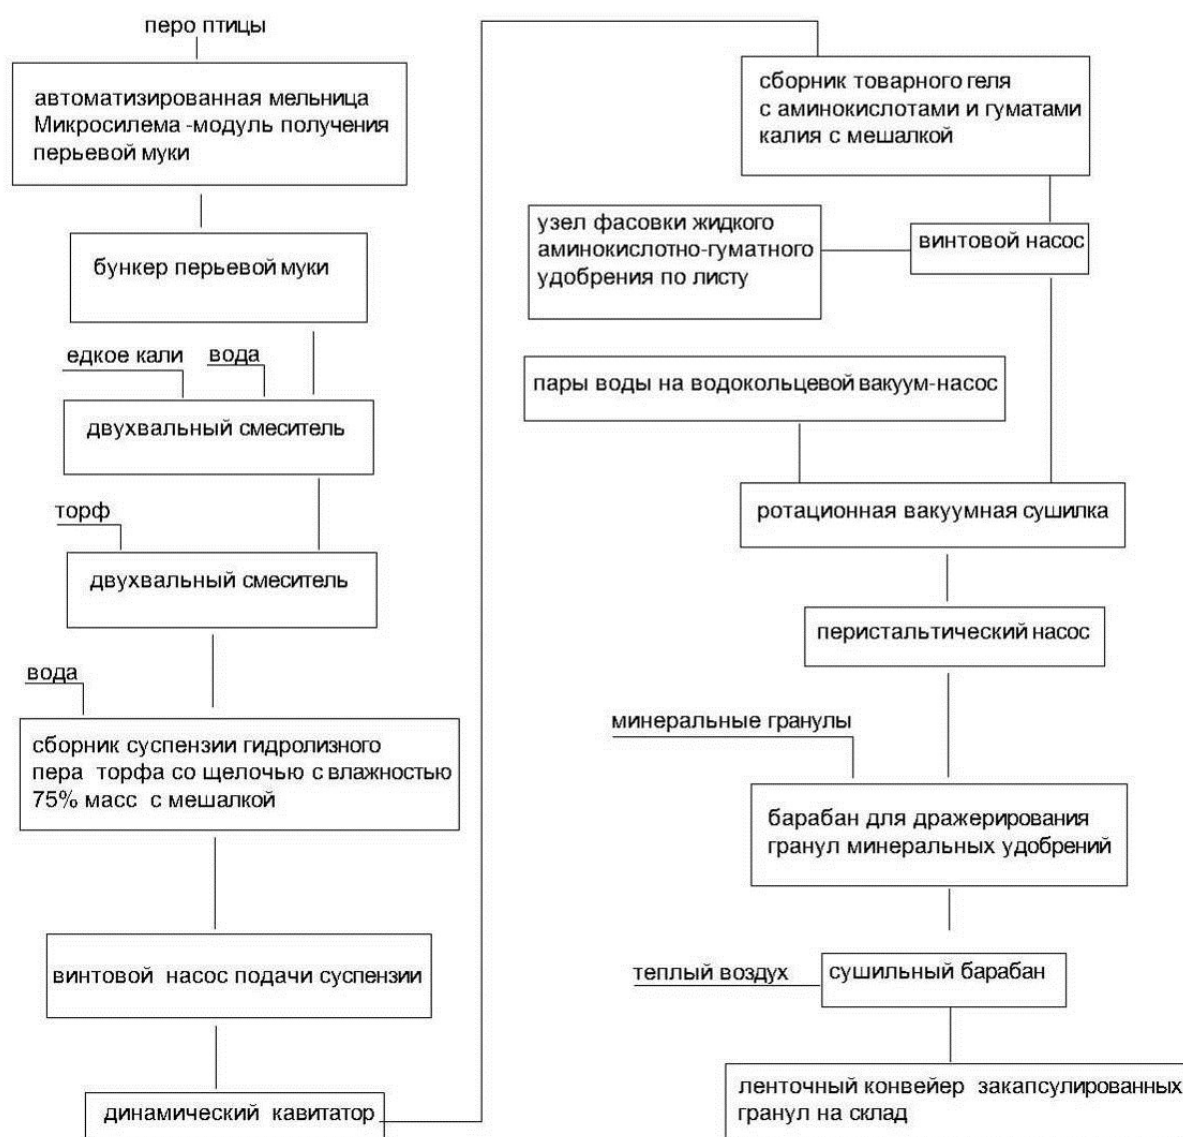 перо птицы
автоматизированная мельница
Микросилема -модуль получения
перьевой муки
бункер перьевой муки
едкое кали
вода
двухвальный смеситель
торф
двухвальный смеситель
вода
сборник суспензии гидролизного
пера торфа со щелочью с влажностью
75% масс с мешалкой
винтовой насос подачи суспензии
динамический кавитатор
сборник товарного геля
с аминокислотами и гуматами
калия с мешалкой
узел фасовки жидкого
аминокислотно-гуматного
удобрения по листу
винтовой насос
пары воды на водокольцевой вакуум-насос
ротационная вакуумная сушилка
перистальтический насос
минеральные гранулы
барабан для дражерирования
гранул минеральных удобрений
теплый воздух
сушильный барабан
ленточный конвейер закапсулированных
гранул на склад